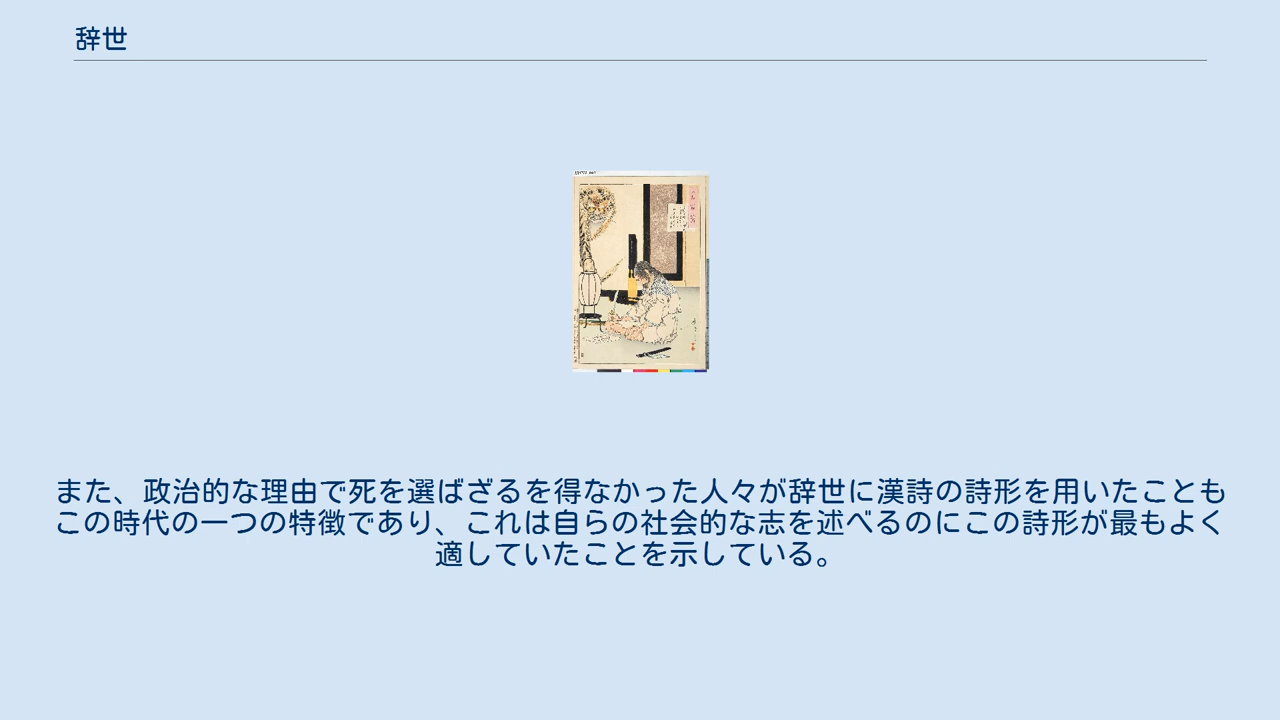 辞世
また、政治的な理由で死を選ばざるを得なかった人々が辞世に漢詩の詩形を用いたことも
この時代の一つの特徴であり、これは自らの社会的な志を述べるのにこの詩形が最もよく
適していたことを示している。